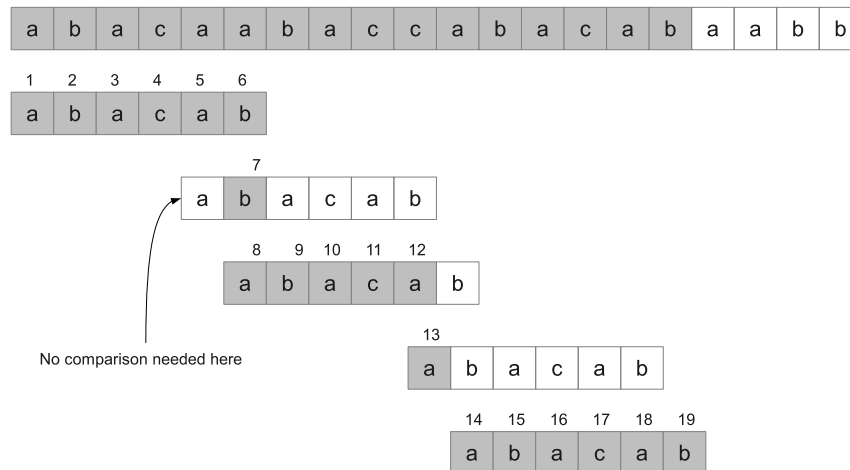 a b a c a a b a c c a b a c a b a a b b
1 2 3 4 5 6
a b a c a b
7
a b a c a b
8 9 10 11 12
a b a c a b
13
No comparison needed here
a b a c a b
14 15 16 17 18 19
a b a c a b